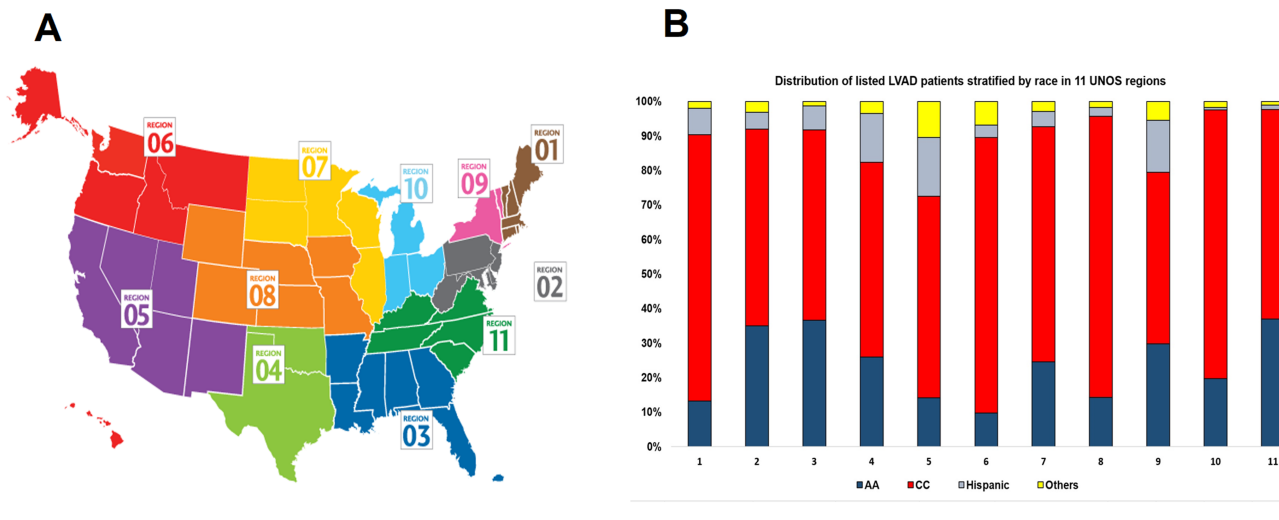 A
B
REGION
06
REGION
07
REGION
10
REGION
09
REGION
01
REGION
02
REGION
05
REGION
08
REGION
11
REGION
04
REGION
03
Distribution of listed LVAD patients stratified by race in 11 UNOS regions
100%
90%
80%
70%
60%
50%
40%
30%
20%
10%
0%
1 2 3 4 5 6 7 8 9 10 11
AA CC Hispanic Others